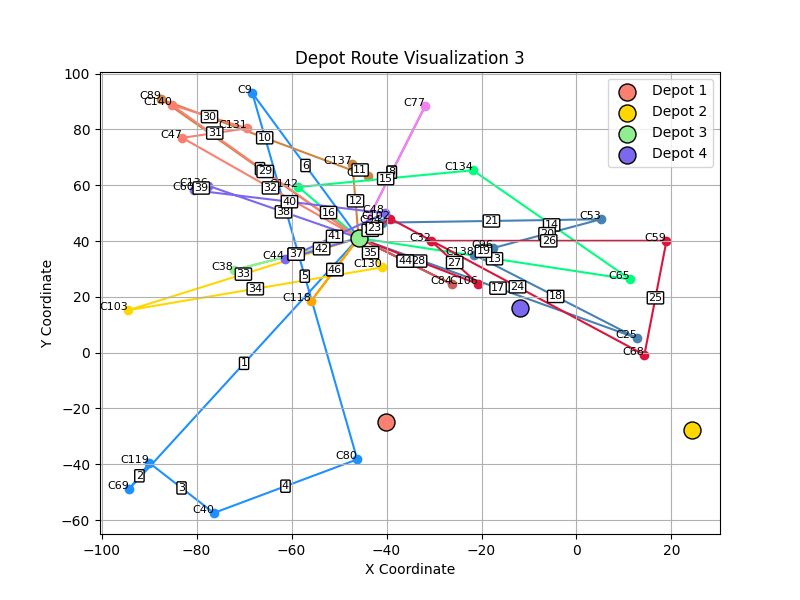 Depot Route Visualization 3
Depot 1
Depot 2
Depot 3
Depot 4
Y Coordinate
100
80
60
40
20
0
−20
−40
−60
−100
−80
−60
−40
−20
0
20
X Coordinate
C9
C89
C140
C77
C131
C47
C137
C134
C142
C136
C48
C53
C32
C59
C138
C44
C38
C130
C65
C84
C106
C118
C103
C25
C68
C80
C119
C69
C40
30
31
10
6
11
15
29
32
12
39
40
38
16
21
14
23
20
26
41
42
37
35
19
13
44
28
27
33
5
46
34
17
24
18
25
1
2
3
4